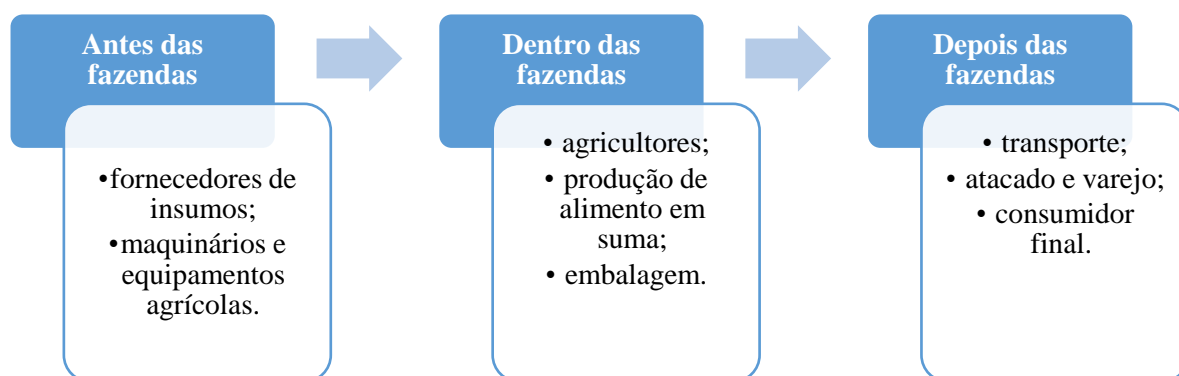 Antes das
fazendas
•fornecedores de
insumos;
•maquinários e
equipamentos
agrícolas.
Dentro das
fazendas
• agricultores;
• produção de
alimento em
suma;
• embalagem.
Depois das
fazendas
• transporte;
• atacado e varejo;
• consumidor
final.